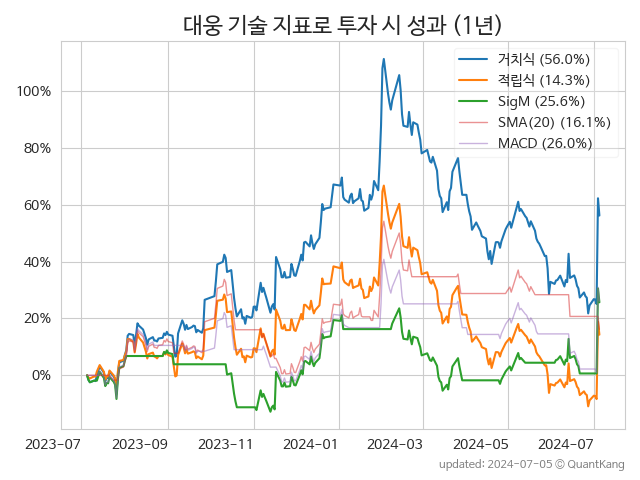 대웅 기술 지표로 투자 시 성과 (1년)
거치식 (56.0%)
적립식 (14.3%)
SigM (25.6%)
SMA(20) (16.1%)
MACD (26.0%)
100%
80%
60%
40%
20%
0%
2023-07 2023-09 2023-11 2024-01 2024-03 2024-05 2024-07
updated: 2024-07-05 © QuantKang